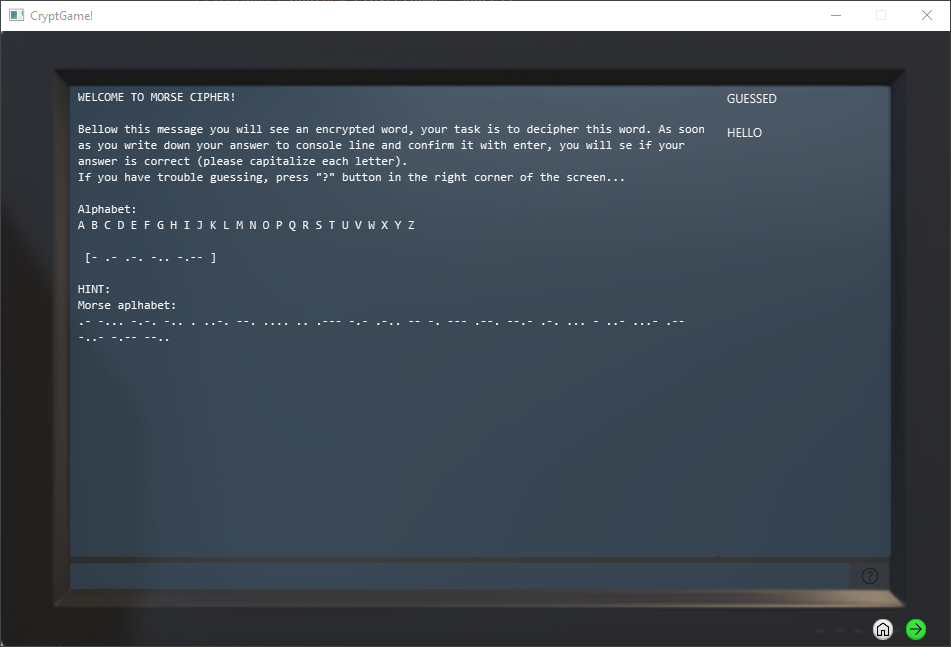 CryptGame!
WELCOME TO MORSE CIPHER!
GUESSED
Bellow this message you will see an encrypted word, your task is to decipher this word. As soon
HELLO
as you write down your answer to console line and confirm it with enter, you will se if your
answer is correct (please capitalize each letter).
If you have trouble guessing, press "?" button in the right corner of the screen...
Alphabet:
A B C D E F G H I J K L M N O P Q R S T U V W X Y Z
[- .- .-. -.. -.-- ]
HINT:
Morse aplhabet:
.- -... -.-. -.. . ..-. --. .... .. .--- -.- .-.. -- -. --- .--. --.- .-. ... - ..- ...- .--
-..- -.-- --..
?